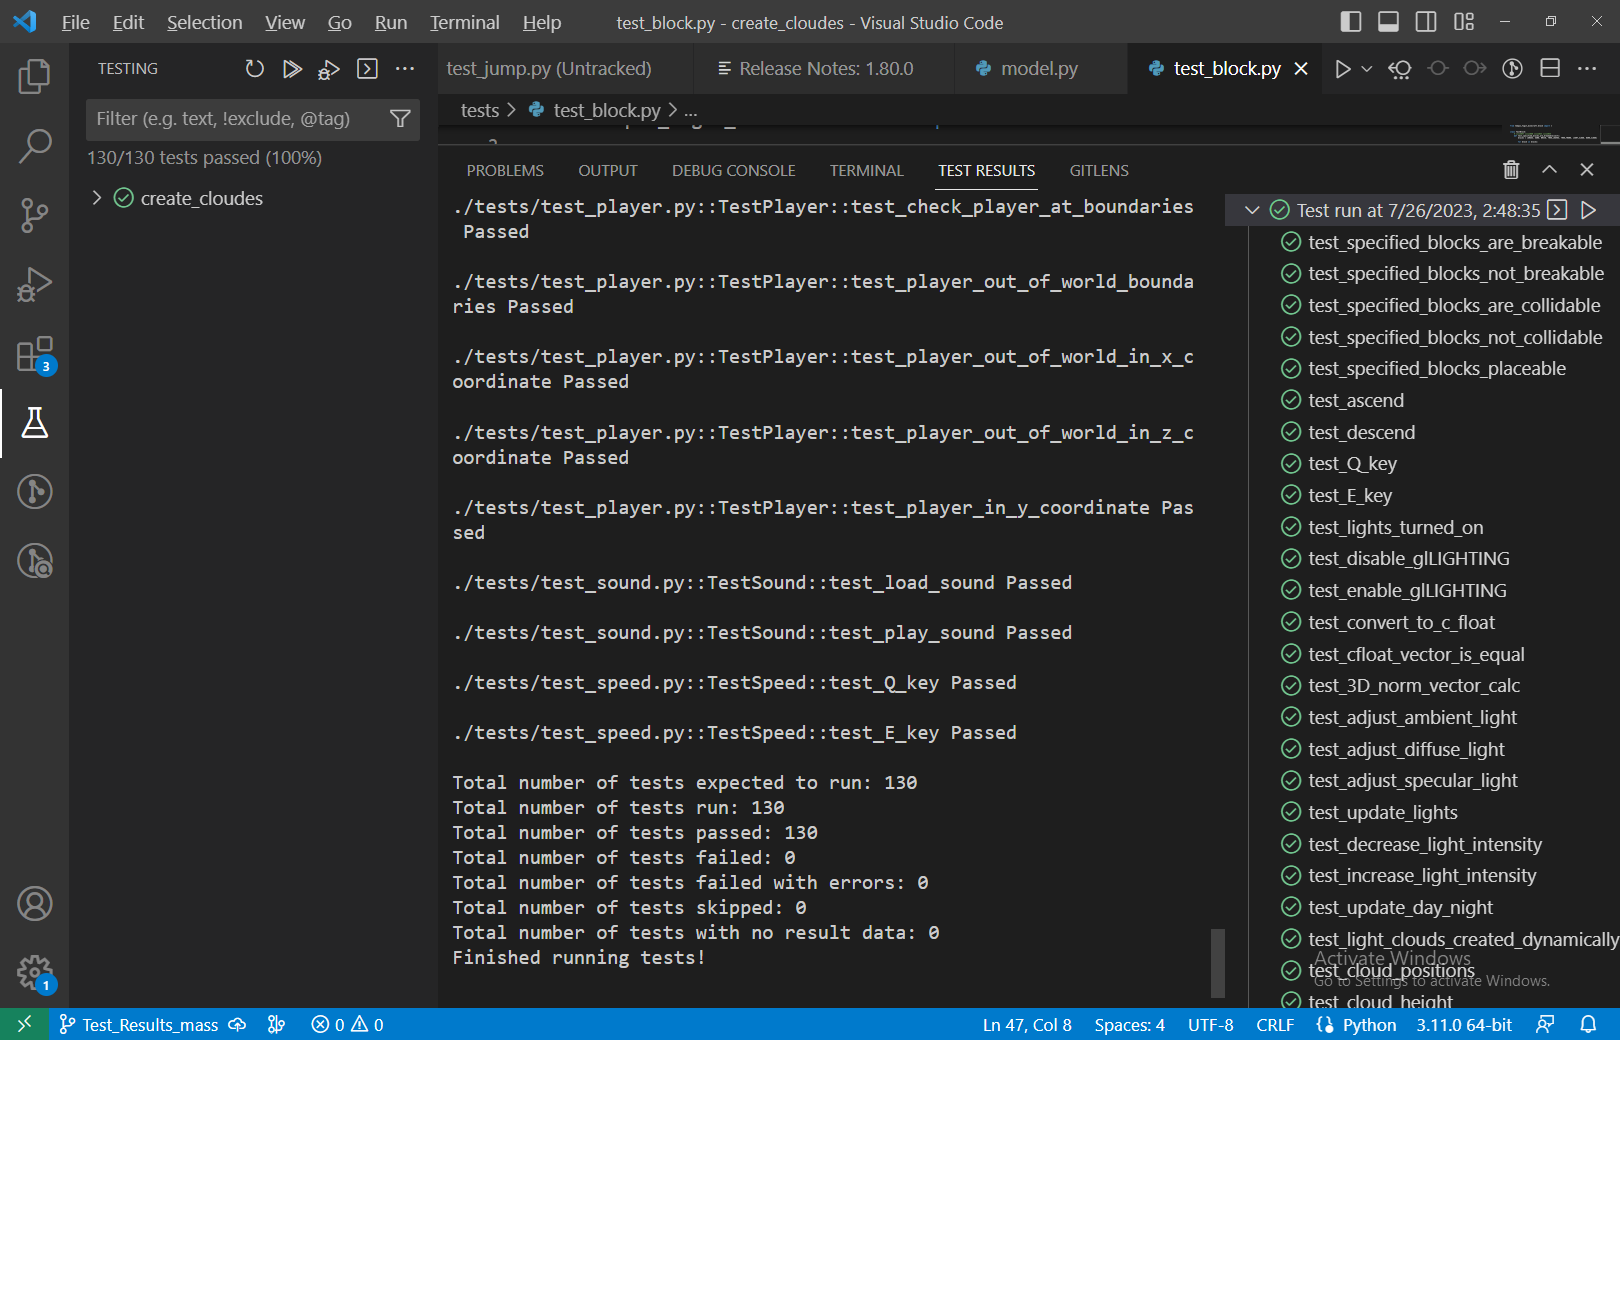 File Edit Selection View Go Run Terminal Help test_block.py - create_cloudes - Visual Studio Code
TESTING
test_jump.py (Untracked) Release Notes: 1.80.0 model.py test_block.py
Filter (e.g. text, !exclude, @tag)
130/130 tests passed (100%)
create_cloudes
tests > test_block.py > ...
2
PROBLEMS OUTPUT DEBUG CONSOLE TERMINAL TEST RESULTS GITLENS
./tests/test_player.py::TestPlayer::test_check_player_at_boundaries
Passed
./tests/test_player.py::TestPlayer::test_player_out_of_world_bounda
ries Passed
./tests/test_player.py::TestPlayer::test_player_out_of_world_in_x_c
oordinate Passed
./tests/test_player.py::TestPlayer::test_player_out_of_world_in_z_c
oordinate Passed
./tests/test_player.py::TestPlayer::test_player_in_y_coordinate Pas
sed
./tests/test_sound.py::TestSound::test_load_sound Passed
./tests/test_sound.py::TestSound::test_play_sound Passed
./tests/test_speed.py::TestSpeed::test_Q_key Passed
./tests/test_speed.py::TestSpeed::test_E_key Passed
Total number of tests expected to run: 130
Total number of tests run: 130
Total number of tests passed: 130
Total number of tests failed: 0
Total number of tests failed with errors: 0
Total number of tests skipped: 0
Total number of tests with no result data: 0
Finished running tests!
Test run at 7/26/2023, 2:48:35
test_specified_blocks_are_breakable
test_specified_blocks_not_breakable
test_specified_blocks_are_collidable
test_specified_blocks_not_collidable
test_specified_blocks_placeable
test_ascend
test_descend
test_Q_key
test_E_key
test_lights_turned_on
test_disable_glLIGHTING
test_enable_glLIGHTING
test_convert_to_c_float
test_cfloat_vector_is_equal
test_3D_norm_vector_calc
test_adjust_ambient_light
test_adjust_diffuse_light
test_adjust_specular_light
test_update_lights
test_decrease_light_intensity
test_increase_light_intensity
test_update_day_night
test_light_clouds_created_dynamically
test_cloud_positions
test_cloud_height
Activate Windows
Go to Settings to activate Windows.
3
1
Test_Results_mass 0 0 Ln 47, Col 8 Spaces: 4 UTF-8 CRLF Python 3.11.0 64-bit